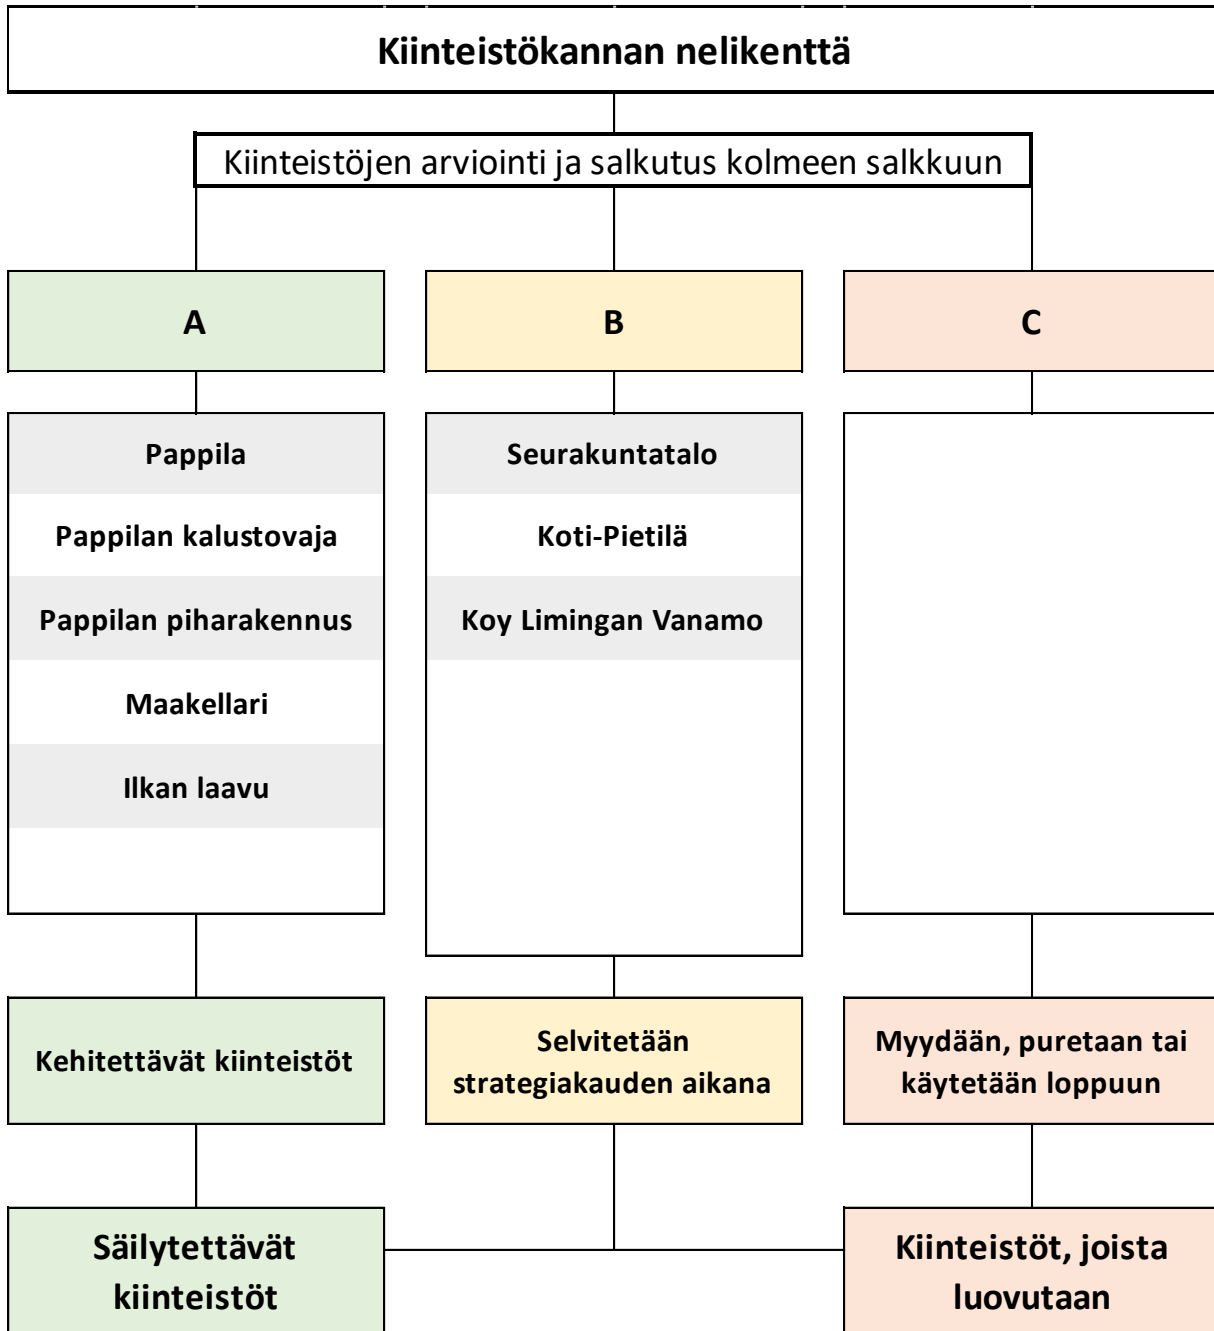 Kiinteistökannan nelikenttä
Kiinteistöjen arviointi ja salkutus kolmeen salkkuun
A
B
C
Pappila
Pappilan kalustovaja
Pappilan piharakennus
Maakellari
Ilkan laavu
Seurakuntatalo
Koti-Pietilä
Koy Limingan Vanamo
Kehitettävät kiinteistöt
Selvitetään
strategiakauden aikana
Myydään, puretaan tai
käytetään loppuun
Säilytettävät
kiinteistöt
Kiinteistöt, joista
luovutaan